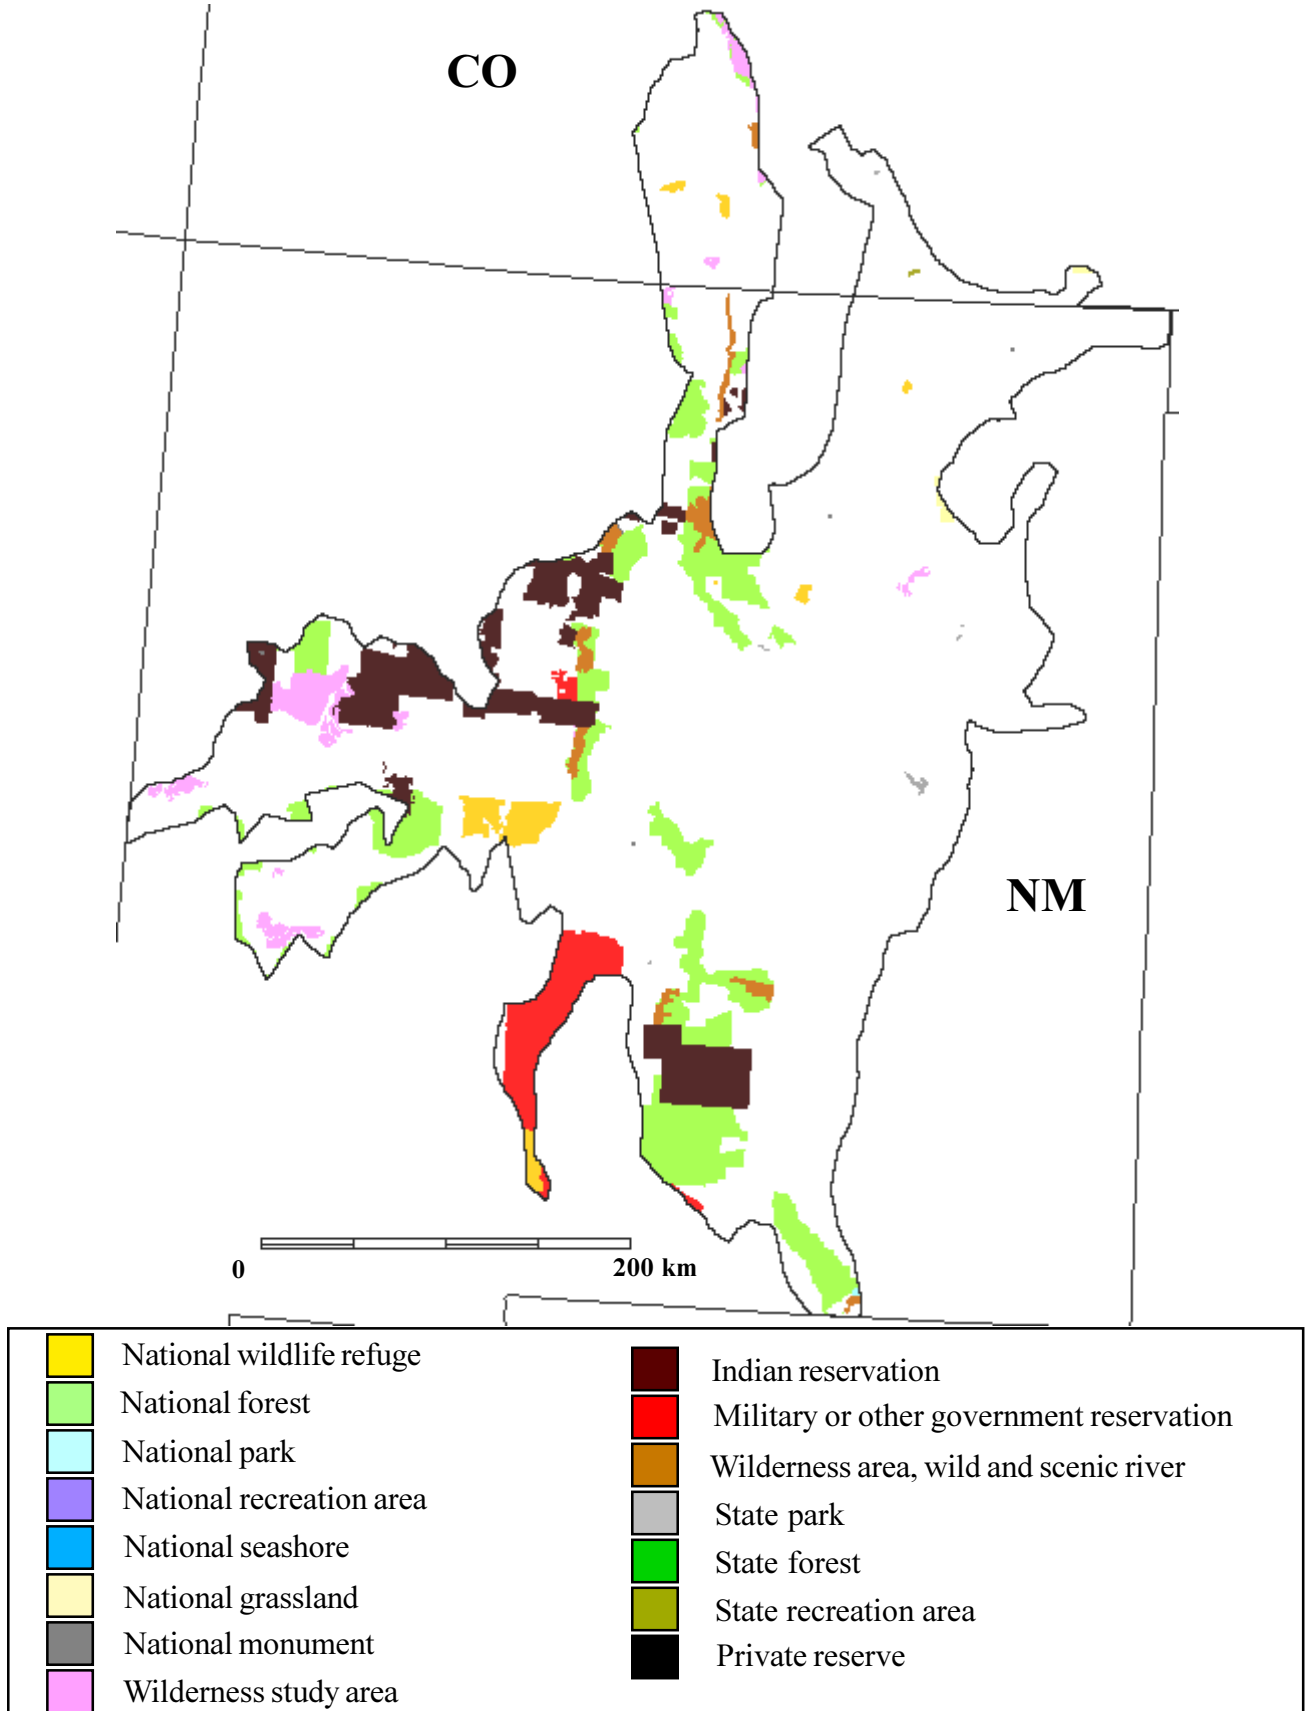 CO
NM
0
200 km
National wildlife refuge
National forest
National park
National recreation area
National seashore
National grassland
National monument
Wilderness study area
Indian reservation
Military or other government reservation
Wilderness area, wild and scenic river
State park
State forest
State recreation area
Private reserve